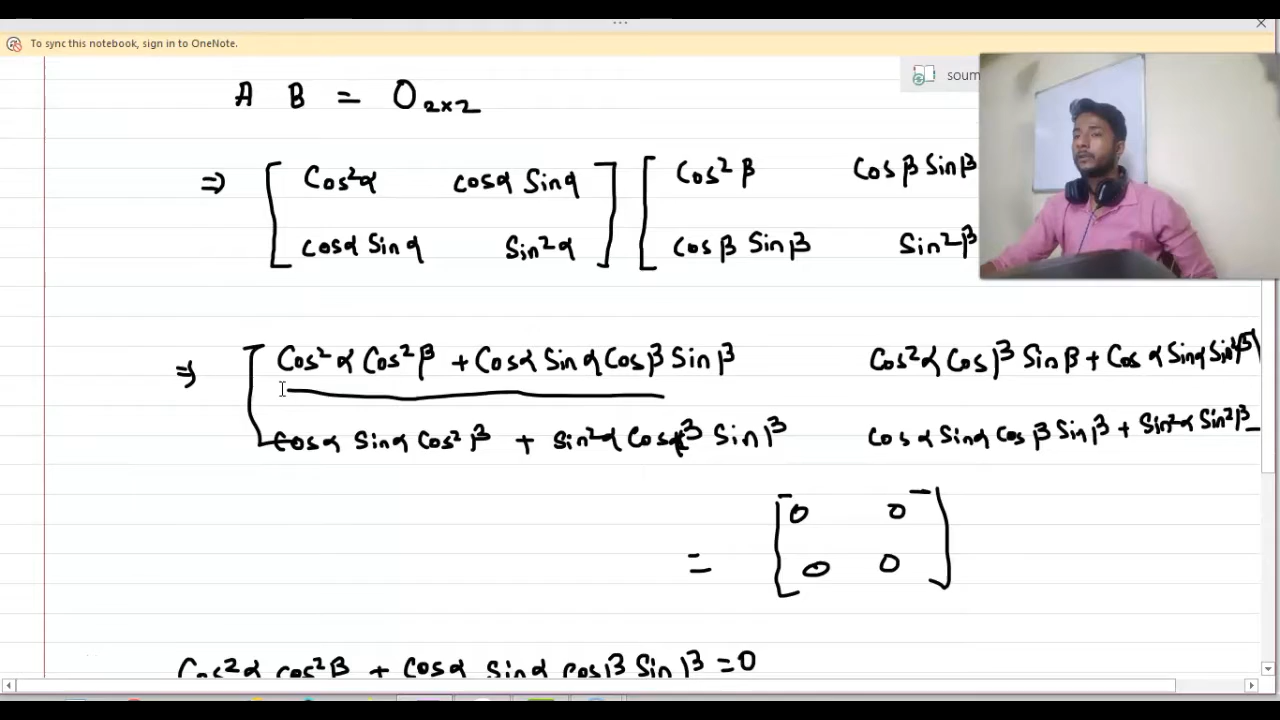 To sync this notebook, sign in to OneNote.
soum
A B = O₂ₓ₂
⇒ [ Cos²α cosα Sinα ] [ Cos²β Cosβ Sinβ
cosα Sinα Sin²α cosβ Sinβ Sin²β
⇒ [ Cos²α Cos²β + Cosα Sinα Cosβ Sinβ Cos²α Cosβ Sinβ + Cosα Sinα Sin²β
Cosα Sinα Cos²β + Sin²α Cosβ Sinβ Cosα Sinα Cosβ Sinβ + Sin²α Sin²β
= [ 0 0
0 0 ]
Cos²α cos²β + cosα sinα cosβ Sinβ = 0